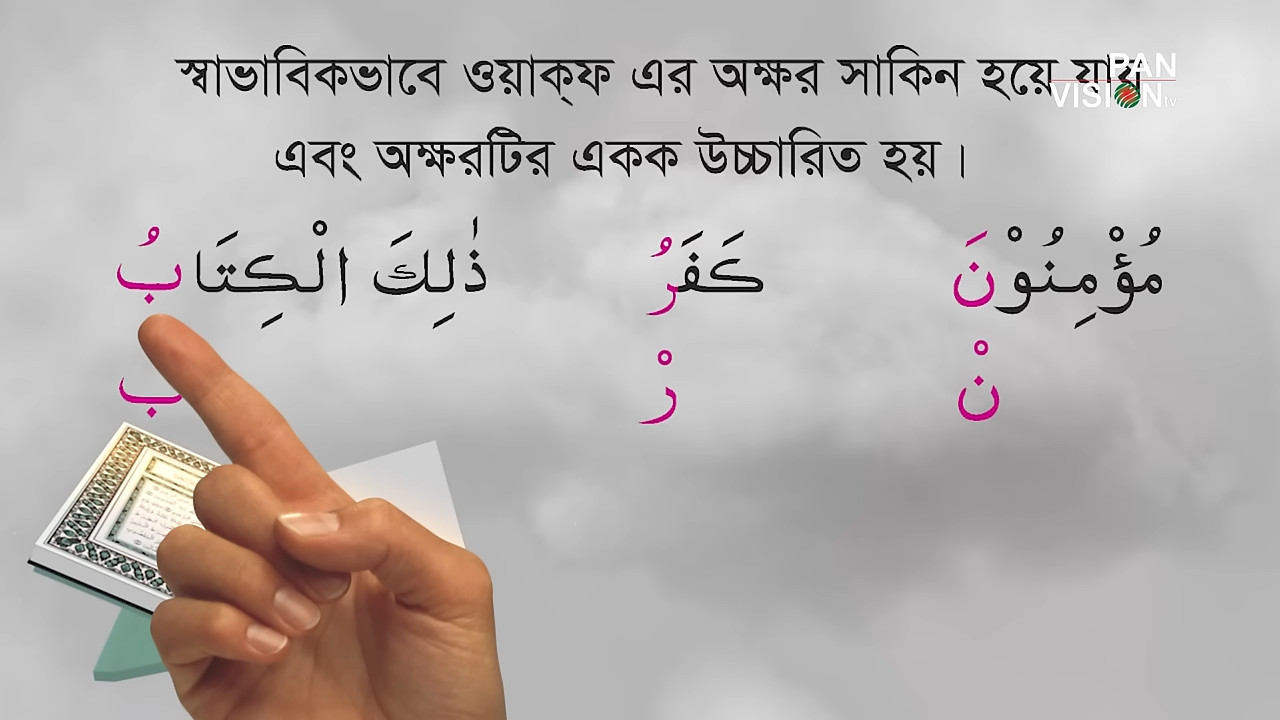 স্বাভাবিকভাবে ওয়াক্‌ফ এর অক্ষর সাকিন হয়ে যায়
এবং অক্ষরটির একক উচ্চারিত হয়।
PAN
VISION tv
مُؤْمِنُوْنَ كَفَرُ ذٰلِكَ الْكِتَابُ
نْ رْ ب